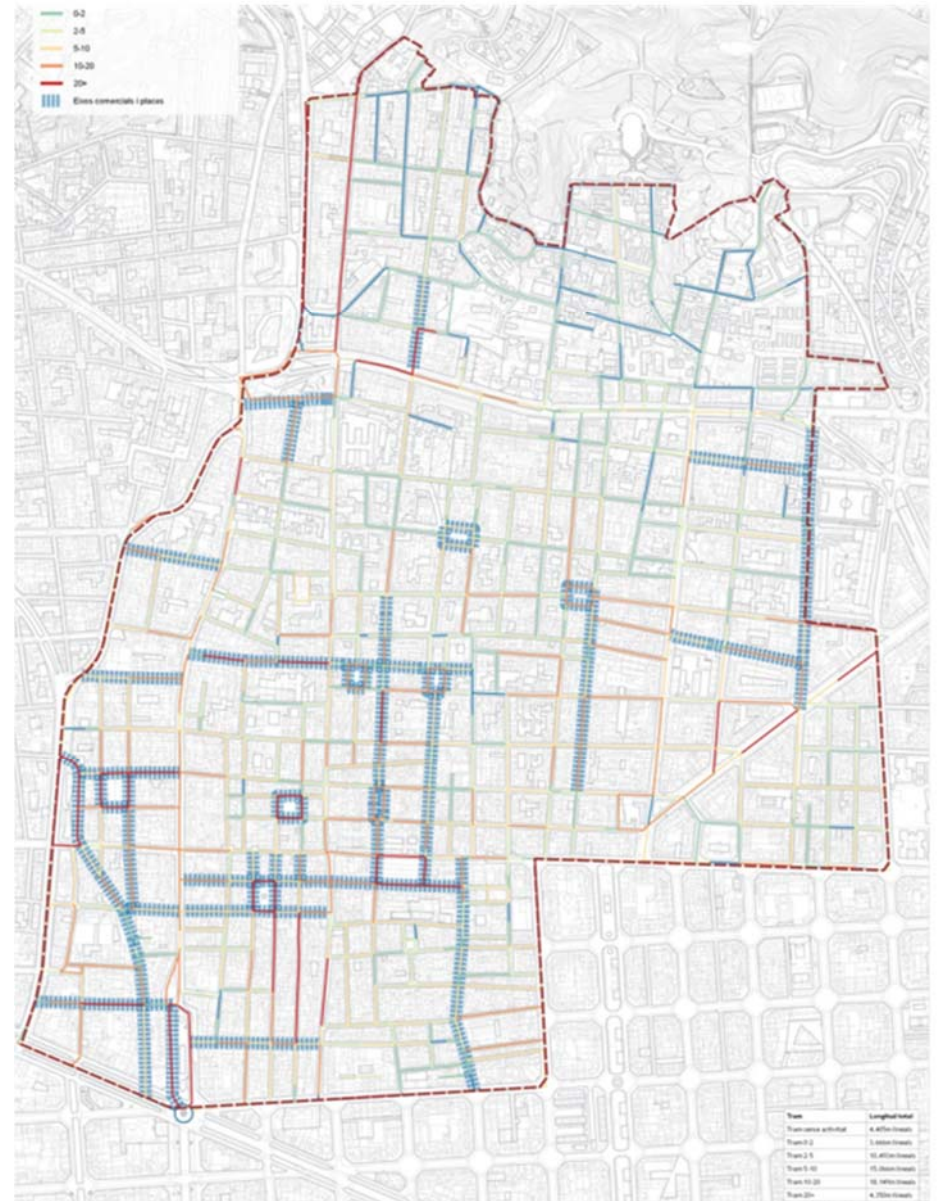 0-2
2-5
5-10
10-20
20+
Eixos comercials i places
Tram Longitud total
Tram sense activitat
Tram 0-2
Tram 2-5
Tram 5-10
Tram 10-20
Tram 20+